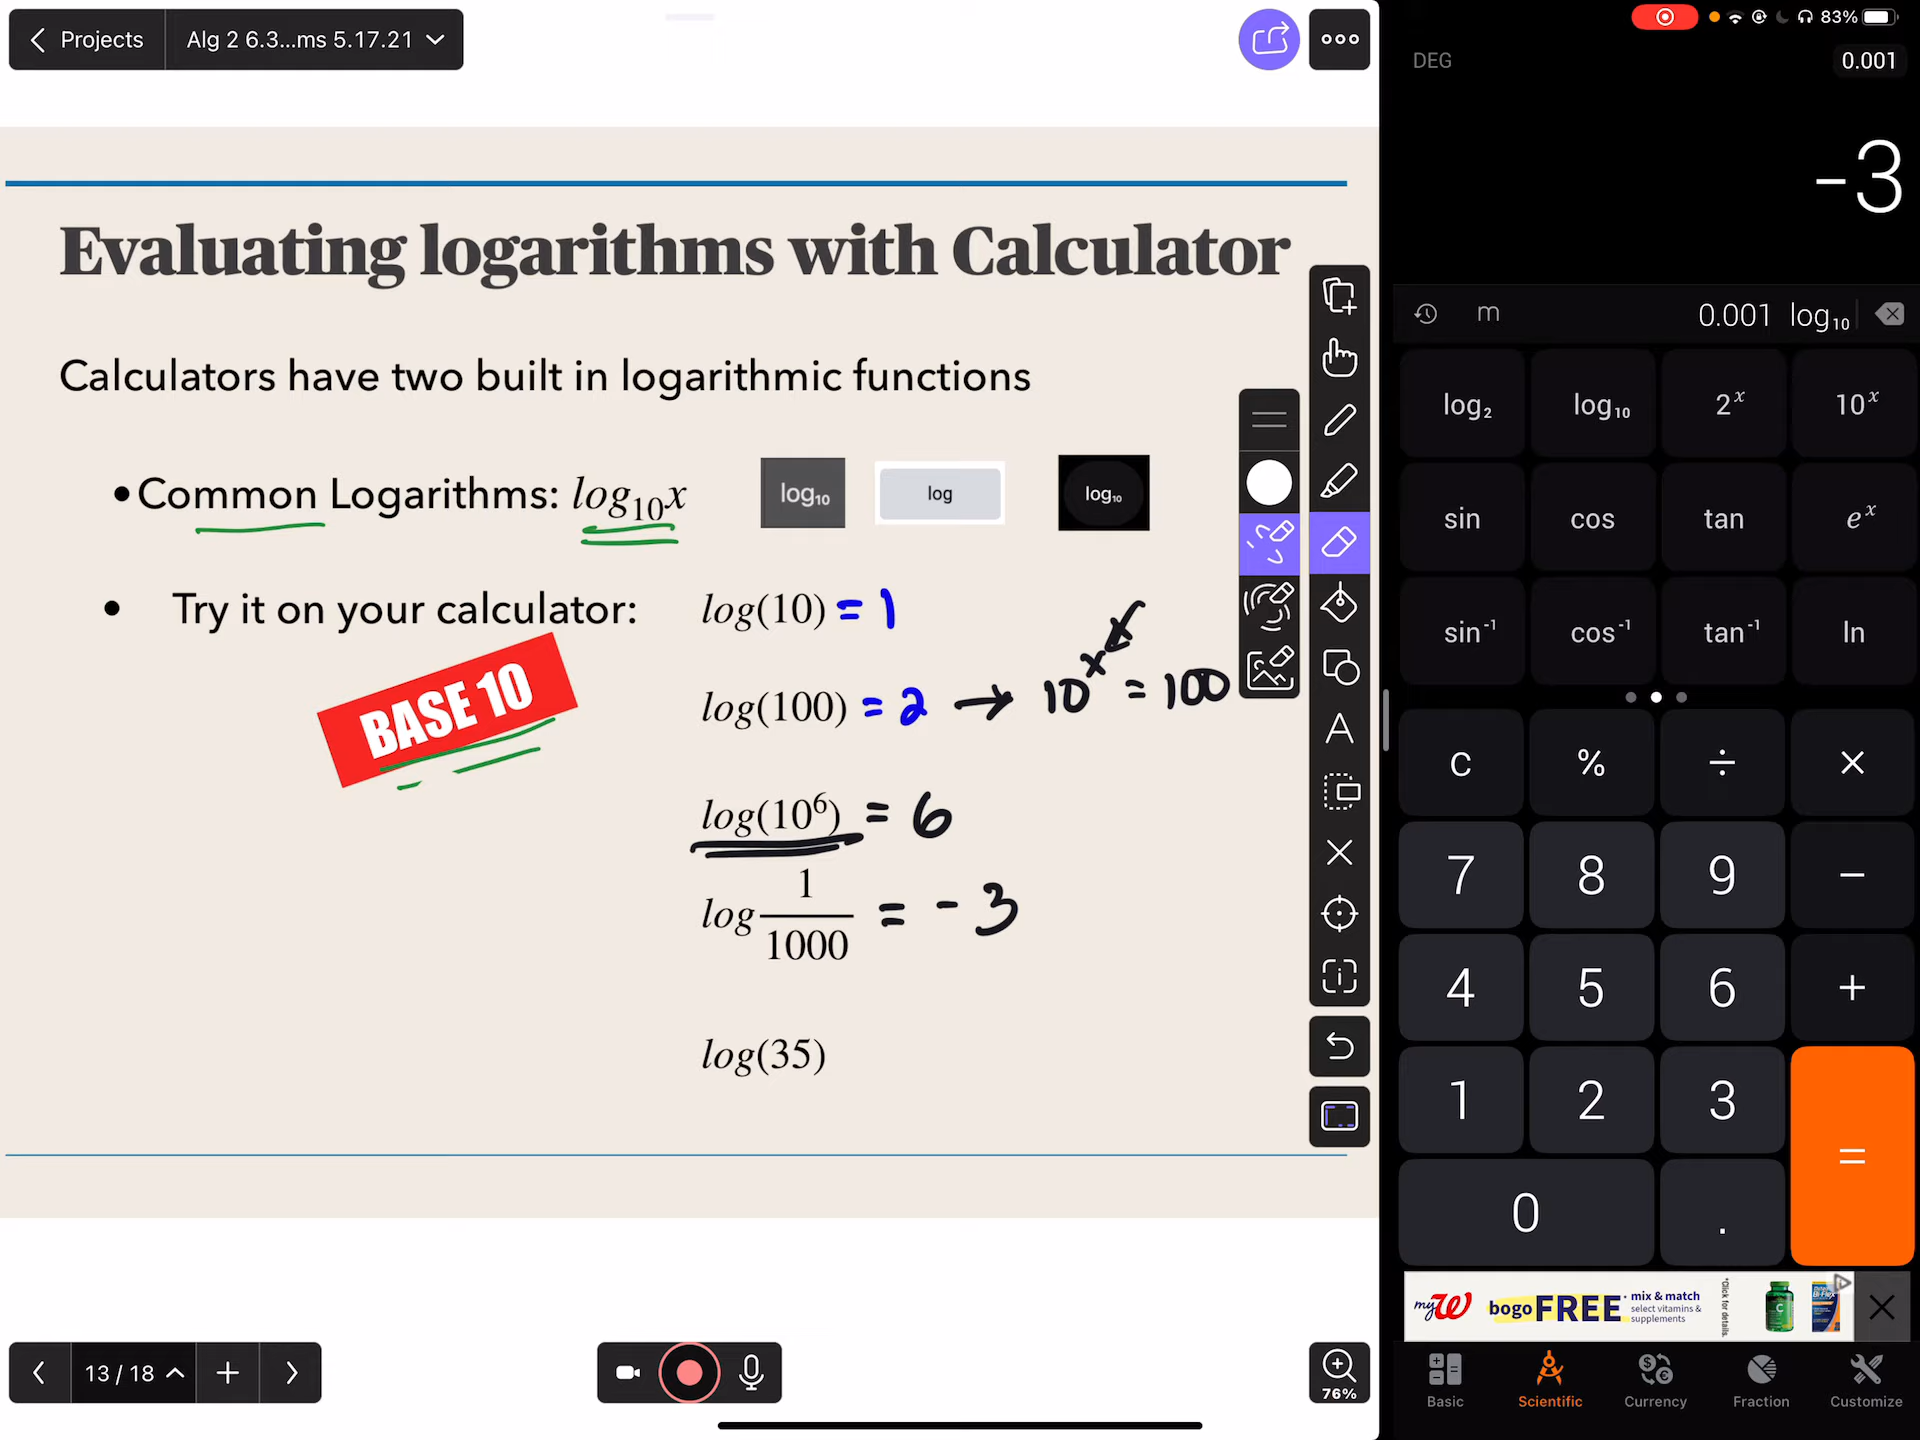 Projects
Alg 2 6.3...ms 5.17.21
Evaluating logarithms with Calculator
Calculators have two built in logarithmic functions
•Common Logarithms: log₁₀x
log₁₀
log
log₁₀
• Try it on your calculator:
BASE 10
log(10) = 1
log(100) = 2 → 10ˣ = 100
log(10⁶) = 6
log 1/1000 = - 3
log(35)
A
13 / 18
76%
83%
DEG
0.001
-3
m
0.001 log₁₀
log₂ log₁₀ 2ˣ 10ˣ
sin cos tan eˣ
sin⁻¹ cos⁻¹ tan⁻¹ ln
C % ÷ ×
7 8 9 −
4 5 6 +
1 2 3 =
0 .
myW
bogo FREE
• mix & match
select vitamins &
supplements
*Click for details.
Basic Scientific Currency Fraction Customize